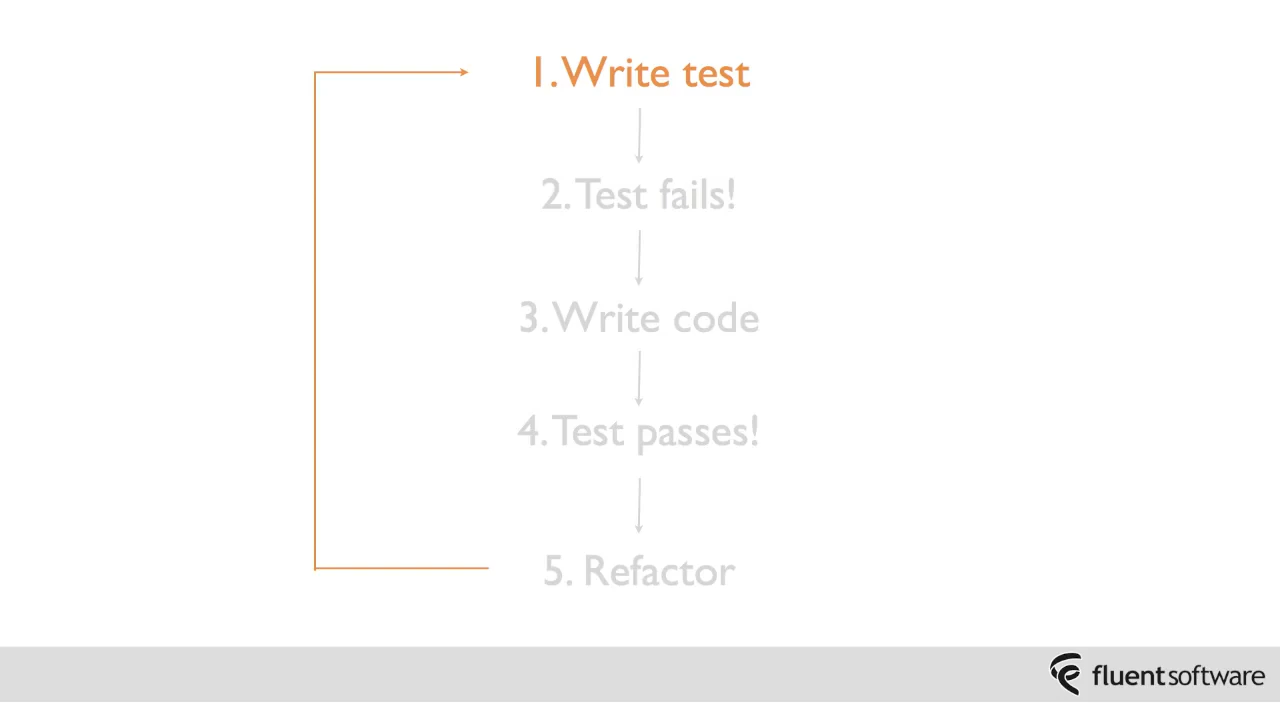 1. Write test
2. Test fails!
3. Write code
4. Test passes!
5. Refactor
fluentsoftware